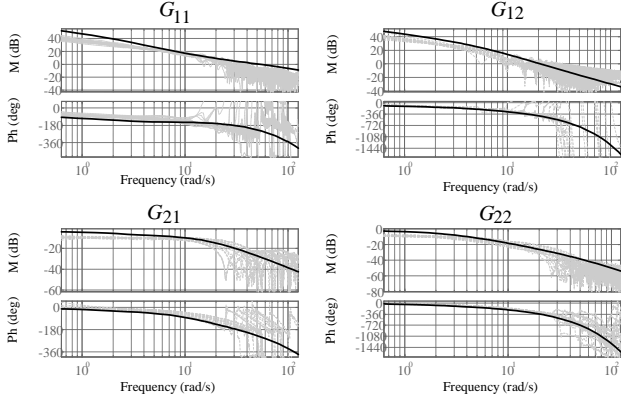 G11 G12
M (dB) 40 20 0 -20 -40
M (dB) 40 20 0 -20 -40
Ph (deg) -180 -360
Ph (deg) -360 -720 -1080 -1440
10^0 10^1 10^2
10^0 10^1 10^2
Frequency (rad/s) Frequency (rad/s)
G21 G22
M (dB) -20 -40 -60
M (dB) 0 -20 -40 -60 -80
Ph (deg) 0 -180 -360
Ph (deg) -360 -720 -1080 -1440
10^0 10^1 10^2
10^0 10^1 10^2
Frequency (rad/s) Frequency (rad/s)